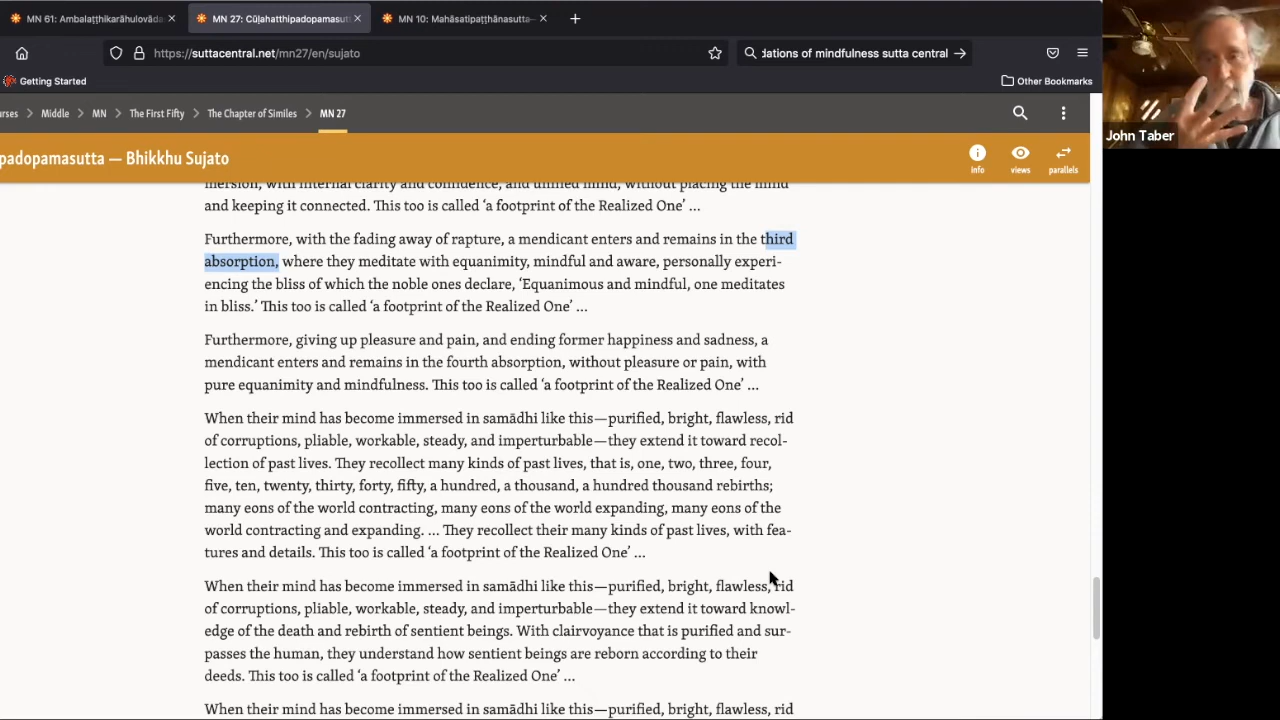 MN 61: Ambalaṭṭhikarāhulovāda
MN 27: Cūḷahatthipadopamasut
MN 10: Mahāsatipaṭṭhānasutta—
https://suttacentral.net/mn27/en/sujato
dations of mindfulness sutta central
Getting Started
Other Bookmarks
urses > Middle > MN > The First Fifty > The Chapter of Similes > MN 27
John Taber
padopamasutta — Bhikkhu Sujato
info
views
parallels
mersion, with internal clarity and confidence, and unified mind, without placing the mind
and keeping it connected. This too is called ‘a footprint of the Realized One’ …
Furthermore, with the fading away of rapture, a mendicant enters and remains in the third
absorption, where they meditate with equanimity, mindful and aware, personally experi-
encing the bliss of which the noble ones declare, ‘Equanimous and mindful, one meditates
in bliss.’ This too is called ‘a footprint of the Realized One’ …
Furthermore, giving up pleasure and pain, and ending former happiness and sadness, a
mendicant enters and remains in the fourth absorption, without pleasure or pain, with
pure equanimity and mindfulness. This too is called ‘a footprint of the Realized One’ …
When their mind has become immersed in samādhi like this—purified, bright, flawless, rid
of corruptions, pliable, workable, steady, and imperturbable—they extend it toward recol-
lection of past lives. They recollect many kinds of past lives, that is, one, two, three, four,
five, ten, twenty, thirty, forty, fifty, a hundred, a thousand, a hundred thousand rebirths;
many eons of the world contracting, many eons of the world expanding, many eons of the
world contracting and expanding. … They recollect their many kinds of past lives, with fea-
tures and details. This too is called ‘a footprint of the Realized One’ …
When their mind has become immersed in samādhi like this—purified, bright, flawless, rid
of corruptions, pliable, workable, steady, and imperturbable—they extend it toward knowl-
edge of the death and rebirth of sentient beings. With clairvoyance that is purified and sur-
passes the human, they understand how sentient beings are reborn according to their
deeds. This too is called ‘a footprint of the Realized One’ …
When their mind has become immersed in samādhi like this—purified, bright, flawless, rid